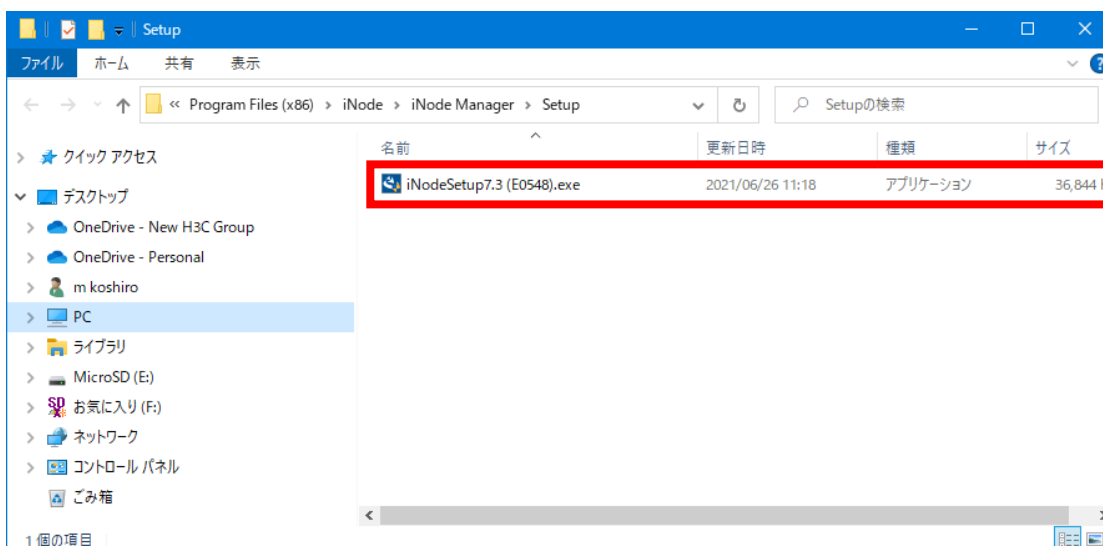 Setup
ファイル ホーム 共有 表示
« Program Files (x86) > iNode > iNode Manager > Setup
Setupの検索
名前 更新日時 種類 サイズ
iNodeSetup7.3 (E0548).exe 2021/06/26 11:18 アプリケーション 36,844
クイック アクセス
デスクトップ
OneDrive - New H3C Group
OneDrive - Personal
m koshiro
PC
ライブラリ
MicroSD (E:)
お気に入り (F:)
ネットワーク
コントロール パネル
ごみ箱
1 個の項目